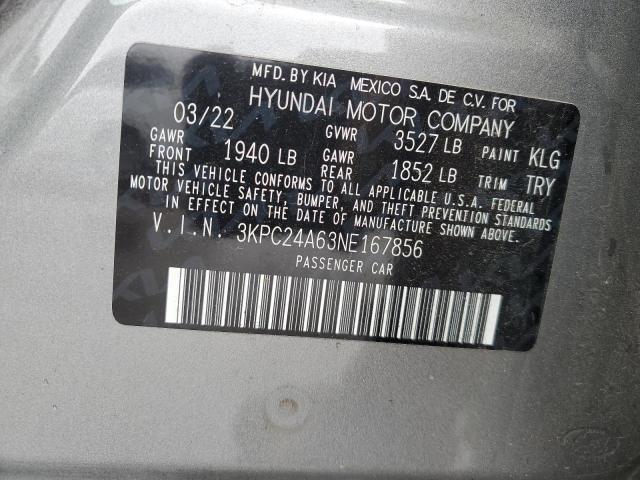 MFD. BY KIA MEXICO S.A. DE C.V. FOR
HYUNDAI MOTOR COMPANY
03/22 GVWR 3527 LB PAINT KLG
GAWR FRONT 1940 LB GAWR REAR 1852 LB TRIM TRY
THIS VEHICLE CONFORMS TO ALL APPLICABLE U.S.A. FEDERAL
MOTOR VEHICLE SAFETY, BUMPER, AND THEFT PREVENTION STANDARDS
IN EFFECT ON THE DATE OF MANUFACTURE SHOWN ABOVE.
V.I.N. 3KPC24A63NE167856
PASSENGER CAR